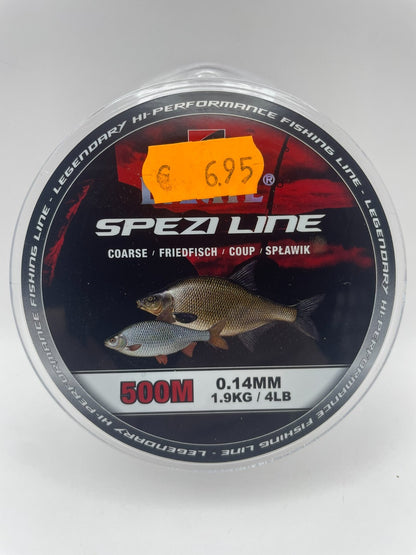 LEGENDARY HI-PERFORMANCE FISHING LINE - LEGENDARY HI-PERFORMANCE FISHING LINE - LEGENDARY HI-PERFORMANCE FISHING LINE -
€ 6.95
®
SPEZI LINE
COARSE / FRIEDFISCH / COUP / SPŁAWIK
500M
0.14MM
1.9KG / 4LB